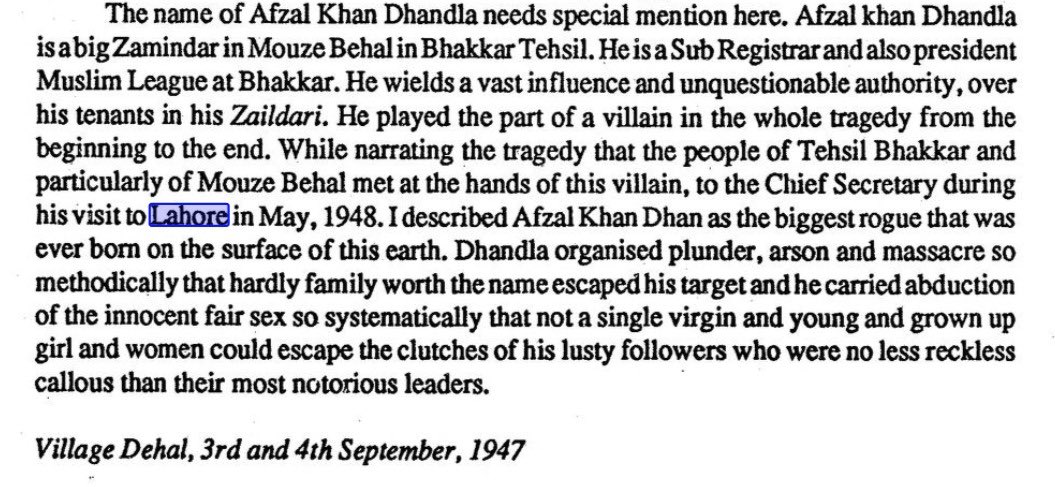 The name of Afzal Khan Dhandla needs special mention here. Afzal khan Dhandla
is a big Zamindar in Mouze Behal in Bhakkar Tehsil. He is a Sub Registrar and also president
Muslim League at Bhakkar. He wields a vast influence and unquestionable authority, over
his tenants in his Zaildari. He played the part of a villain in the whole tragedy from the
beginning to the end. While narrating the tragedy that the people of Tehsil Bhakkar and
particularly of Mouze Behal met at the hands of this villain, to the Chief Secretary during
his visit to Lahore in May, 1948. I described Afzal Khan Dhan as the biggest rogue that was
ever born on the surface of this earth. Dhandla organised plunder, arson and massacre so
methodically that hardly family worth the name escaped his target and he carried abduction
of the innocent fair sex so systematically that not a single virgin and young and grown up
girl and women could escape the clutches of his lusty followers who were no less reckless
callous than their most notorious leaders.
Village Dehal, 3rd and 4th September, 1947